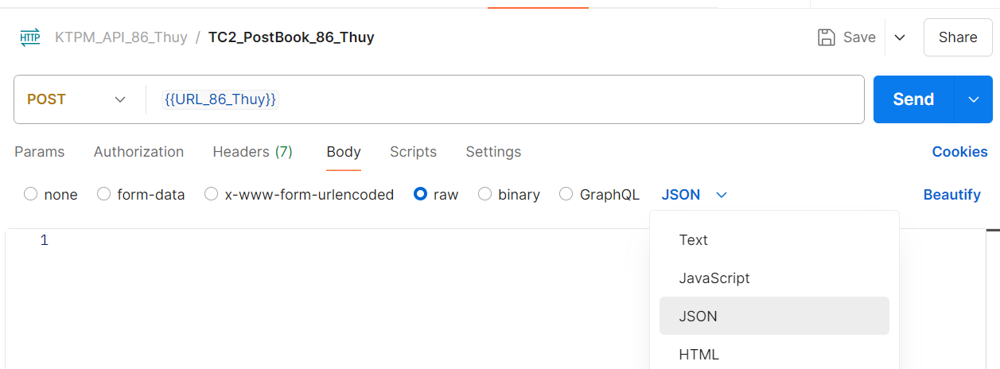 HTTP KTPM_API_86_Thuy / TC2_PostBook_86_Thuy Save Share
POST {{URL_86_Thuy}} Send
Params Authorization Headers (7) Body Scripts Settings Cookies
none form-data x-www-form-urlencoded raw binary GraphQL JSON Beautify
1
Text
JavaScript
JSON
HTML